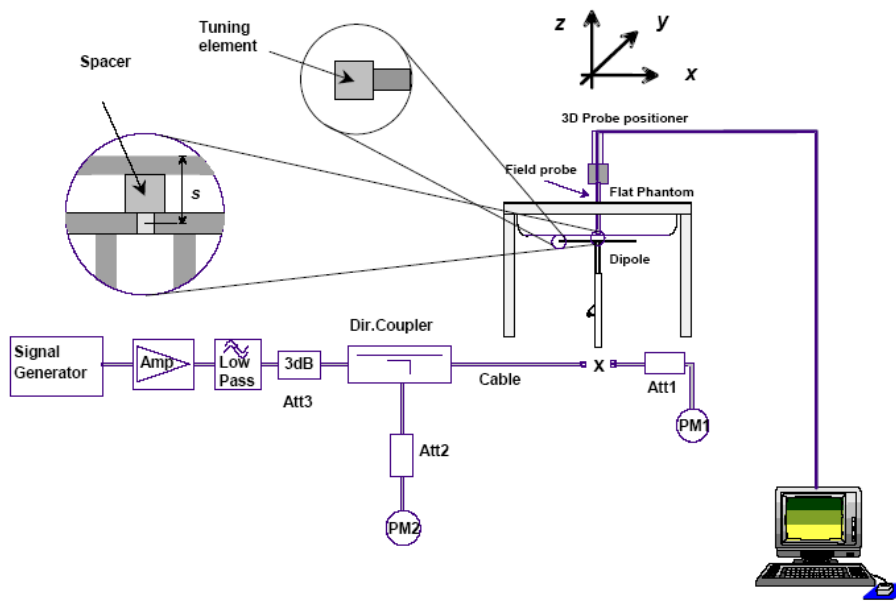 Tuning
element
z
y
x
Spacer
3D Probe positioner
s
Field probe
Flat Phantom
Dipole
Dir.Coupler
Signal
Generator
Amp
Low
Pass
3dB
Att3
Cable
X
Att1
PM1
Att2
PM2